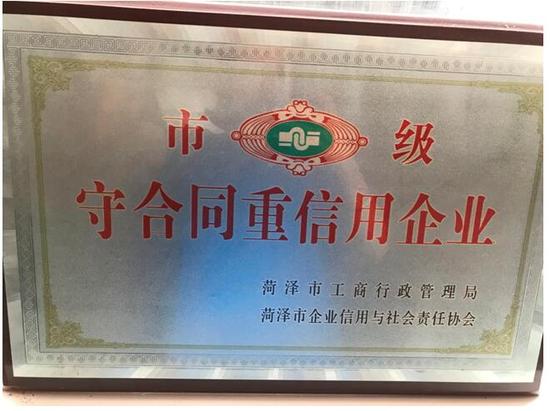 市 级
守合同重信用企业
菏泽市工商行政管理局
菏泽市企业信用与社会责任协会